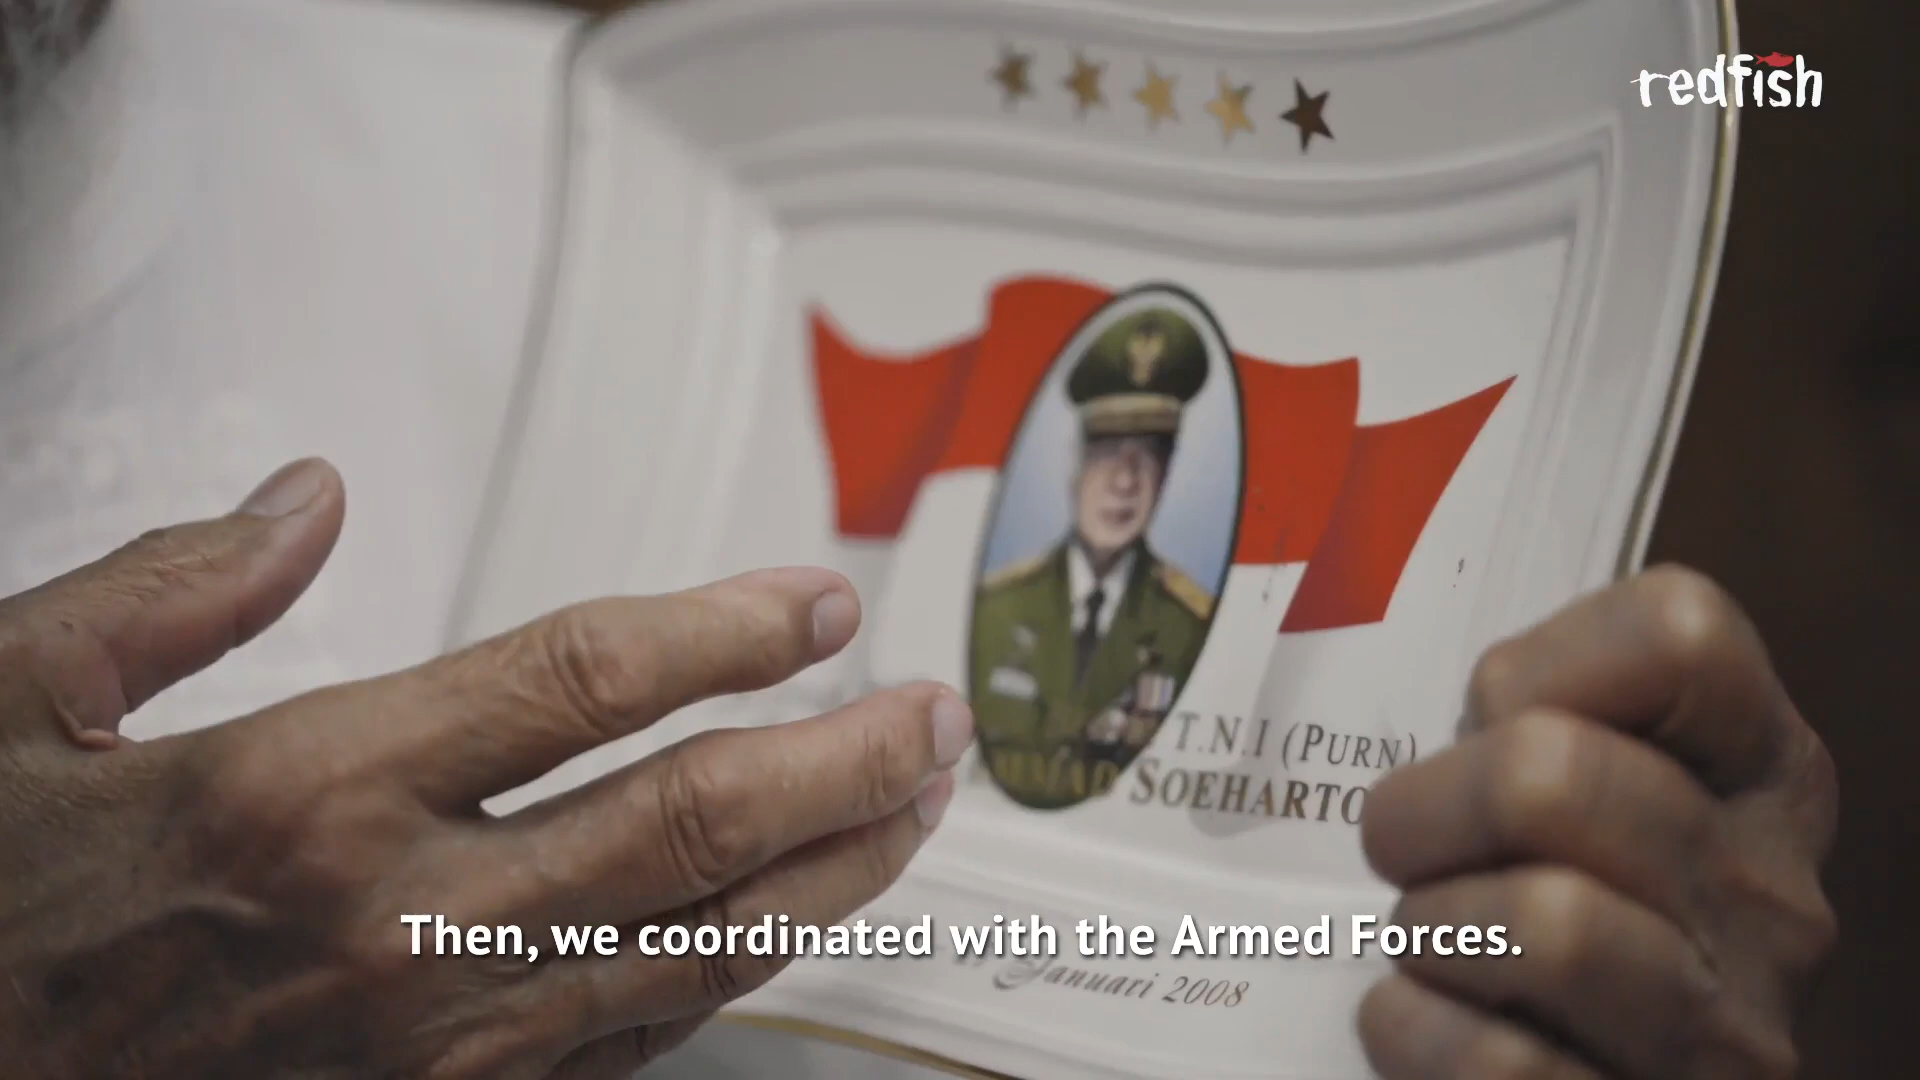 redfish
T.N.I (PURN)
SOEHARTO
Then, we coordinated with the Armed Forces.
Januari 2008